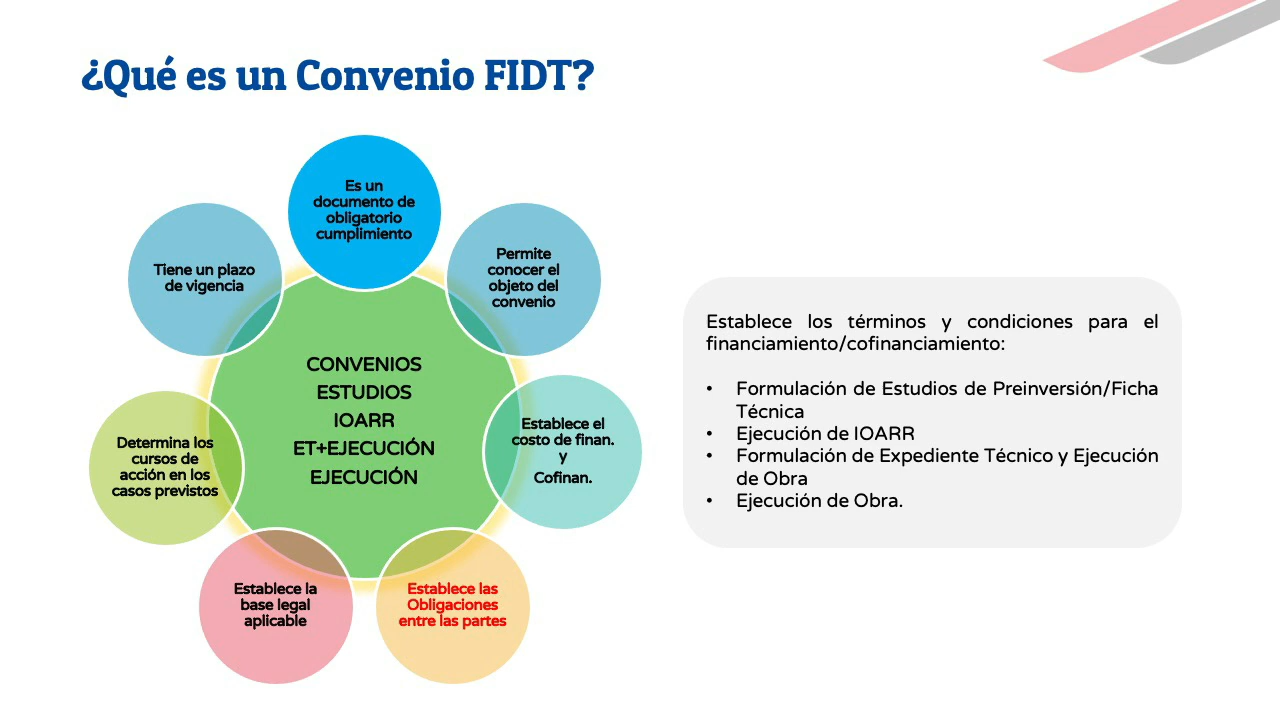 ¿Qué es un Convenio FIDT?
Es un
documento de
obligatorio
cumplimiento
Permite
conocer el
objeto del
convenio
Establece el
costo de finan.
y
Cofinan.
Establece las
Obligaciones
entre las partes
Establece la
base legal
aplicable
Determina los
cursos de
acción en los
casos previstos
Tiene un plazo
de vigencia
CONVENIOS
ESTUDIOS
IOARR
ET+EJECUCIÓN
EJECUCIÓN
Establece los términos y condiciones para el
financiamiento/cofinanciamiento:
• Formulación de Estudios de Preinversión/Ficha
Técnica
• Ejecución de IOARR
• Formulación de Expediente Técnico y Ejecución
de Obra
• Ejecución de Obra.